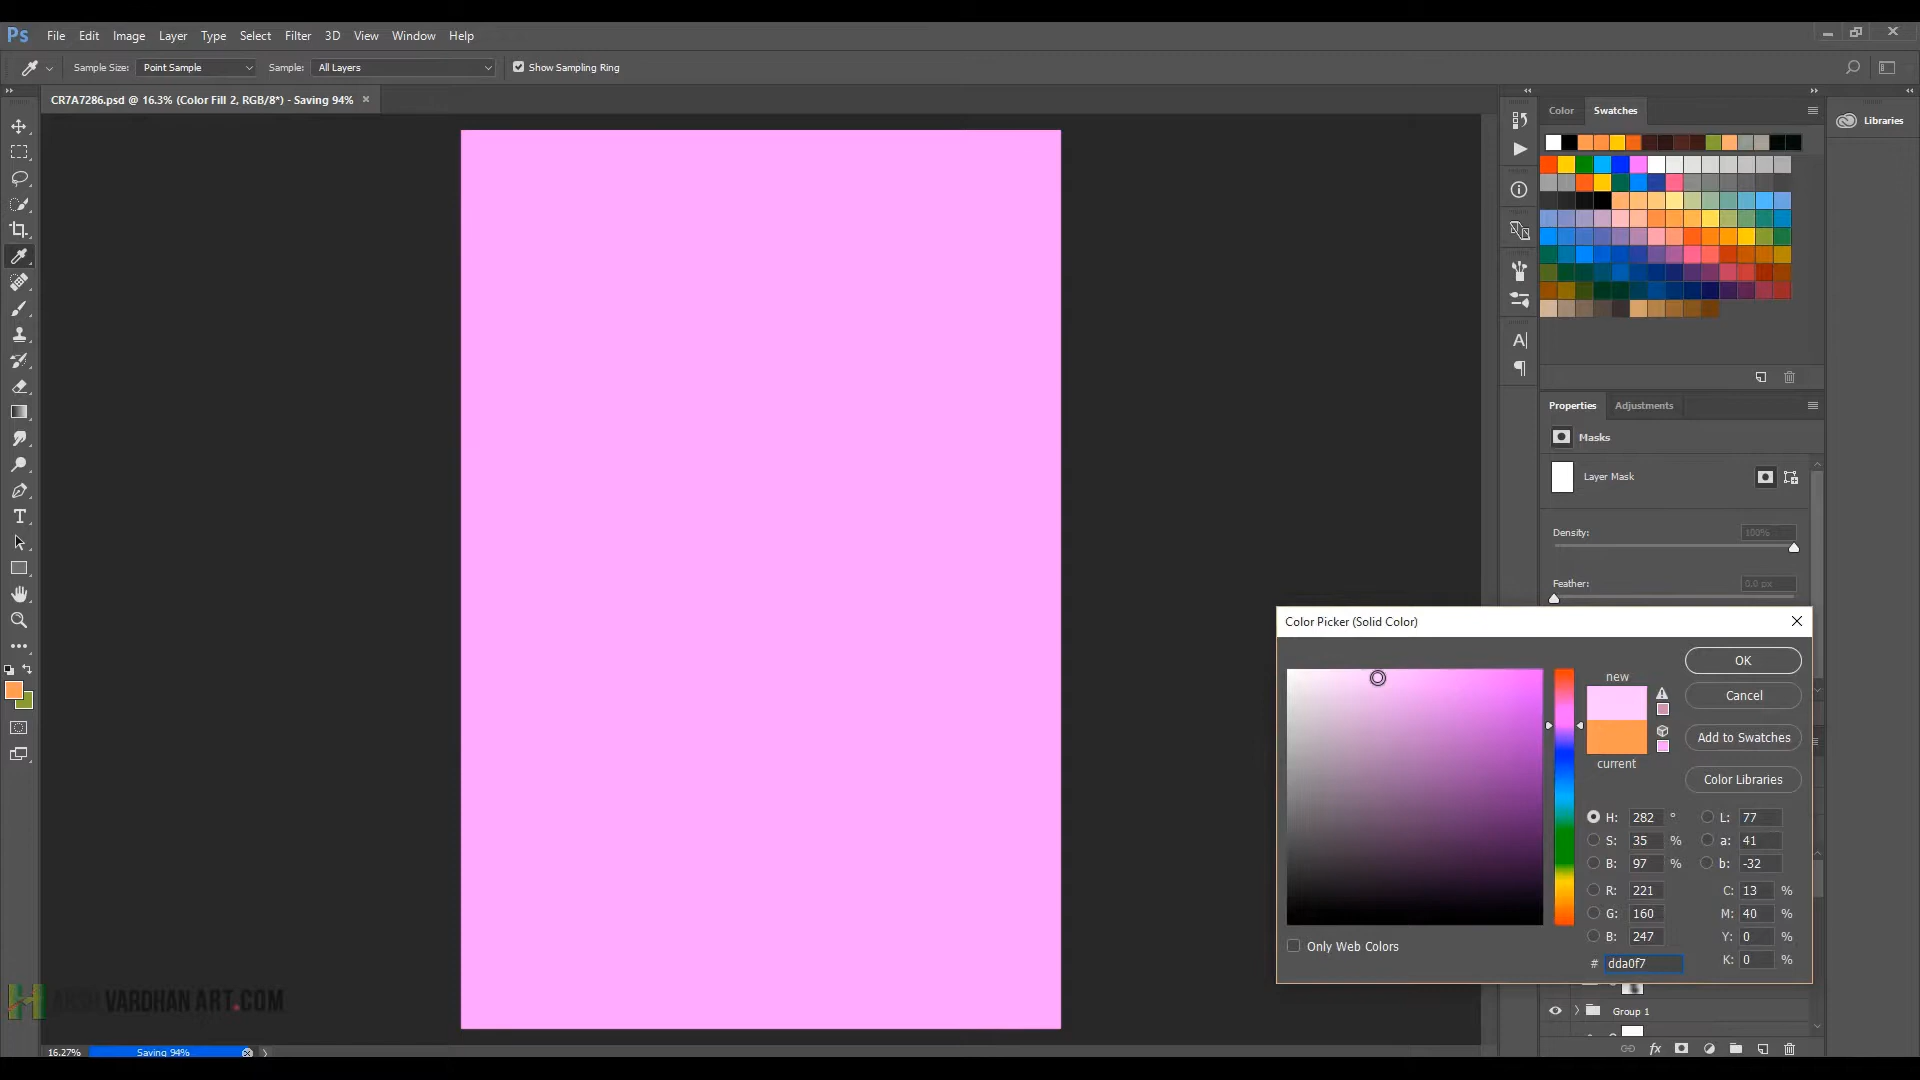 Ps File Edit Image Layer Type Select Filter 3D View Window Help
Sample Size: Point Sample Sample: All Layers Show Sampling Ring
CR7A7286.psd @ 16.3% (Color Fill 2, RGB/8*) - Saving 94% ×
Color Swatches
Libraries
Properties Adjustments
Masks
Layer Mask
Density: 100%
Feather: 0.0 px
Color Picker (Solid Color)
new
current
OK
Cancel
Add to Swatches
Color Libraries
H: 282 °
S: 35 %
B: 97 %
R: 221
G: 160
B: 247
# dda0f7
L: 77
a: 41
b: -32
C: 13 %
M: 40 %
Y: 0 %
K: 0 %
Only Web Colors
Group 1
VARDHAN ART.COM
16.27% Saving 94%